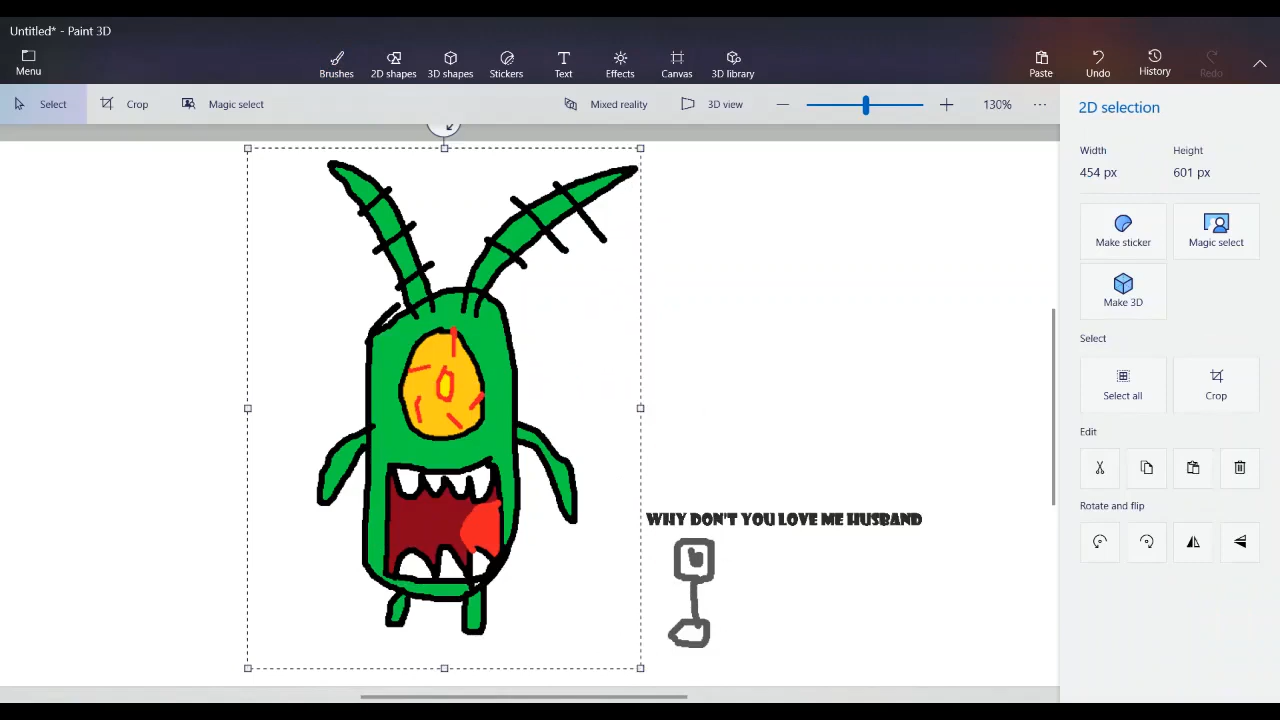 Untitled* - Paint 3D
Menu
Brushes
2D shapes
3D shapes
Stickers
Text
Effects
Canvas
3D library
Paste
Undo
History
Redo
Select
Crop
Magic select
Mixed reality
3D view
130%
2D selection
Width
Height
454 px
601 px
Make sticker
Magic select
Make 3D
Select
Select all
Crop
Edit
Rotate and flip
WHY DON'T YOU LOVE ME HUSBAND